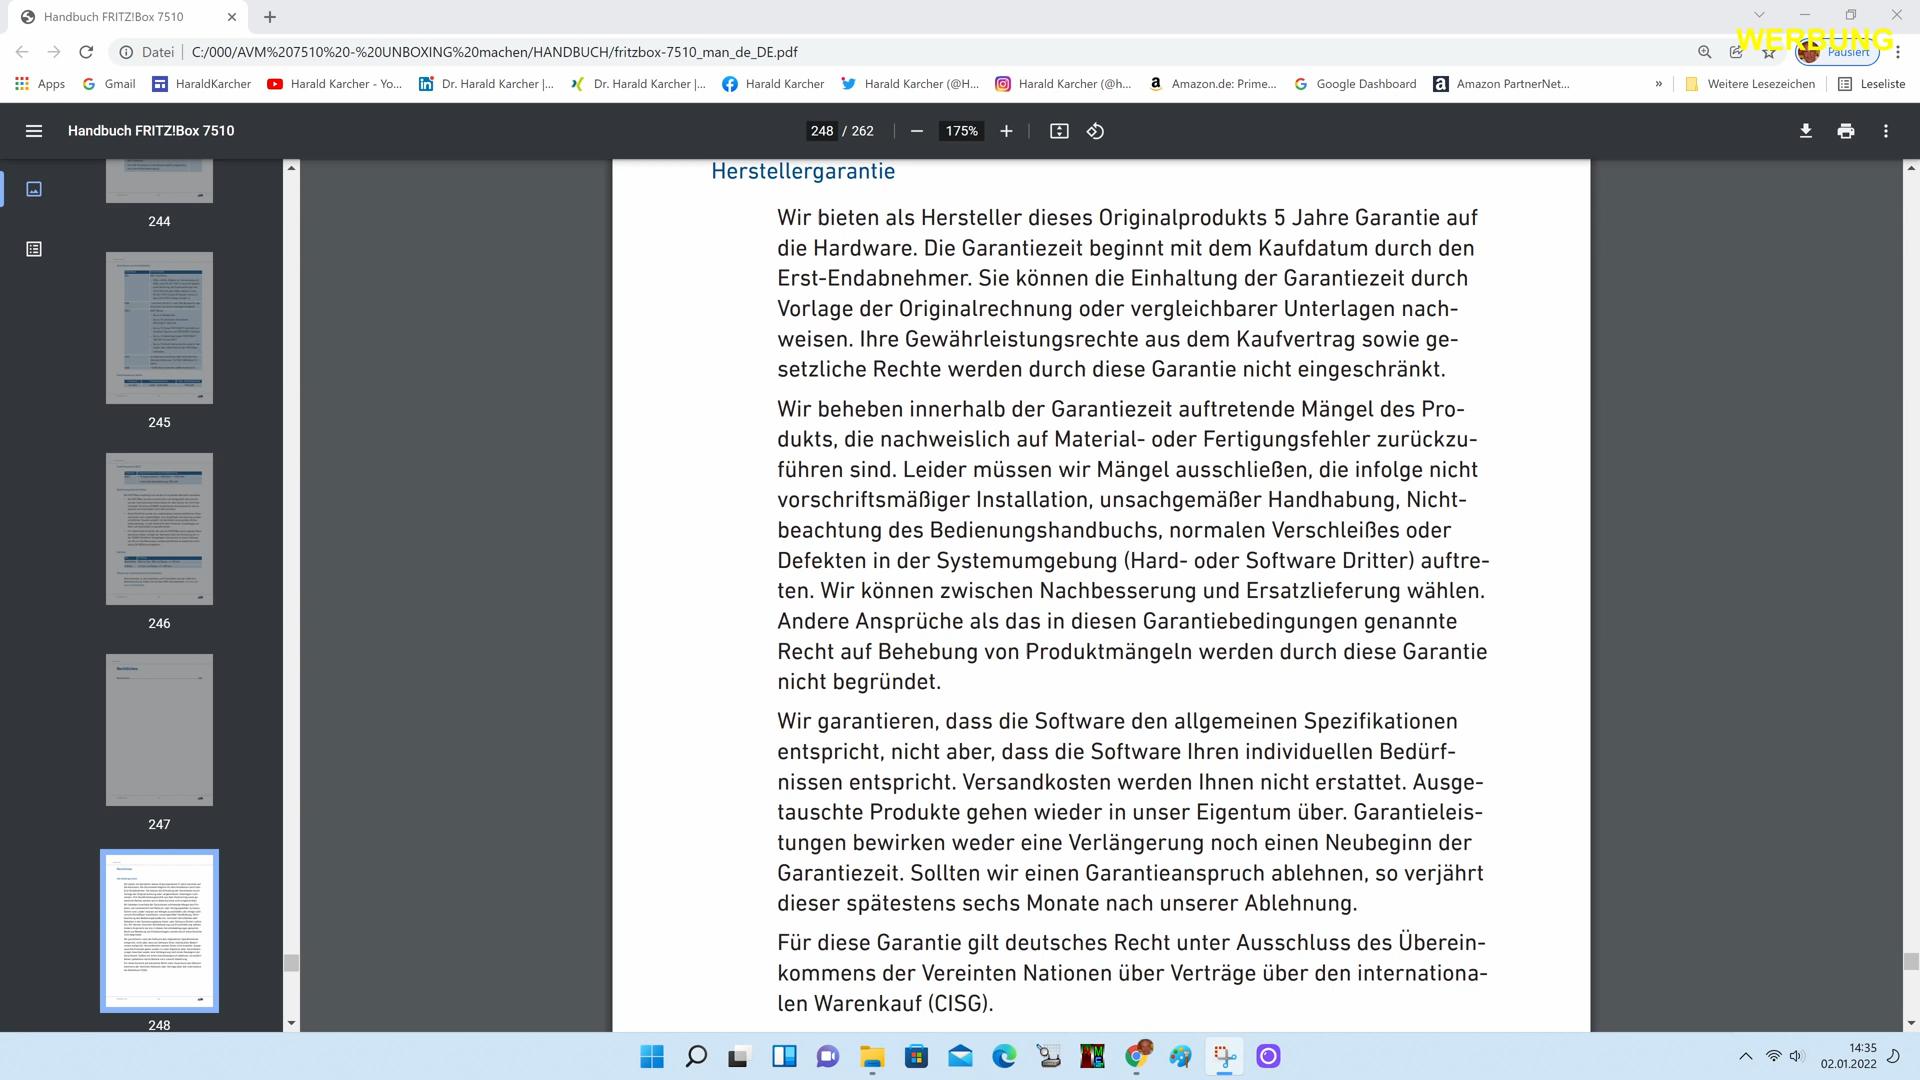 Handbuch FRITZ!Box 7510
WERBUNG
Datei
C:/000/AVM%207510%20-%20UNBOXING%20machen/HANDBUCH/fritzbox-7510_man_de_DE.pdf
Pausiert
Apps
Gmail
HaraldKarcher
Harald Karcher - Yo...
Dr. Harald Karcher |...
Dr. Harald Karcher |...
Harald Karcher
Harald Karcher (@H...
Harald Karcher (@h...
Amazon.de: Prime...
Google Dashboard
Amazon PartnerNet...
»
Weitere Lesezeichen
Leseliste
Handbuch FRITZ!Box 7510
248 / 262
175%
244
245
246
Rechtliches
247
248
Herstellergarantie
Wir bieten als Hersteller dieses Originalprodukts 5 Jahre Garantie auf
die Hardware. Die Garantiezeit beginnt mit dem Kaufdatum durch den
Erst-Endabnehmer. Sie können die Einhaltung der Garantiezeit durch
Vorlage der Originalrechnung oder vergleichbarer Unterlagen nach-
weisen. Ihre Gewährleistungsrechte aus dem Kaufvertrag sowie ge-
setzliche Rechte werden durch diese Garantie nicht eingeschränkt.
Wir beheben innerhalb der Garantiezeit auftretende Mängel des Pro-
dukts, die nachweislich auf Material- oder Fertigungsfehler zurückzu-
führen sind. Leider müssen wir Mängel ausschließen, die infolge nicht
vorschriftsmäßiger Installation, unsachgemäßer Handhabung, Nicht-
beachtung des Bedienungshandbuchs, normalen Verschleißes oder
Defekten in der Systemumgebung (Hard- oder Software Dritter) auftre-
ten. Wir können zwischen Nachbesserung und Ersatzlieferung wählen.
Andere Ansprüche als das in diesen Garantiebedingungen genannte
Recht auf Behebung von Produktmängeln werden durch diese Garantie
nicht begründet.
Wir garantieren, dass die Software den allgemeinen Spezifikationen
entspricht, nicht aber, dass die Software Ihren individuellen Bedürf-
nissen entspricht. Versandkosten werden Ihnen nicht erstattet. Ausge-
tauschte Produkte gehen wieder in unser Eigentum über. Garantieleis-
tungen bewirken weder eine Verlängerung noch einen Neubeginn der
Garantiezeit. Sollten wir einen Garantieanspruch ablehnen, so verjährt
dieser spätestens sechs Monate nach unserer Ablehnung.
Für diese Garantie gilt deutsches Recht unter Ausschluss des Überein-
kommens der Vereinten Nationen über Verträge über den internationa-
len Warenkauf (CISG).
14:35
02.01.2022